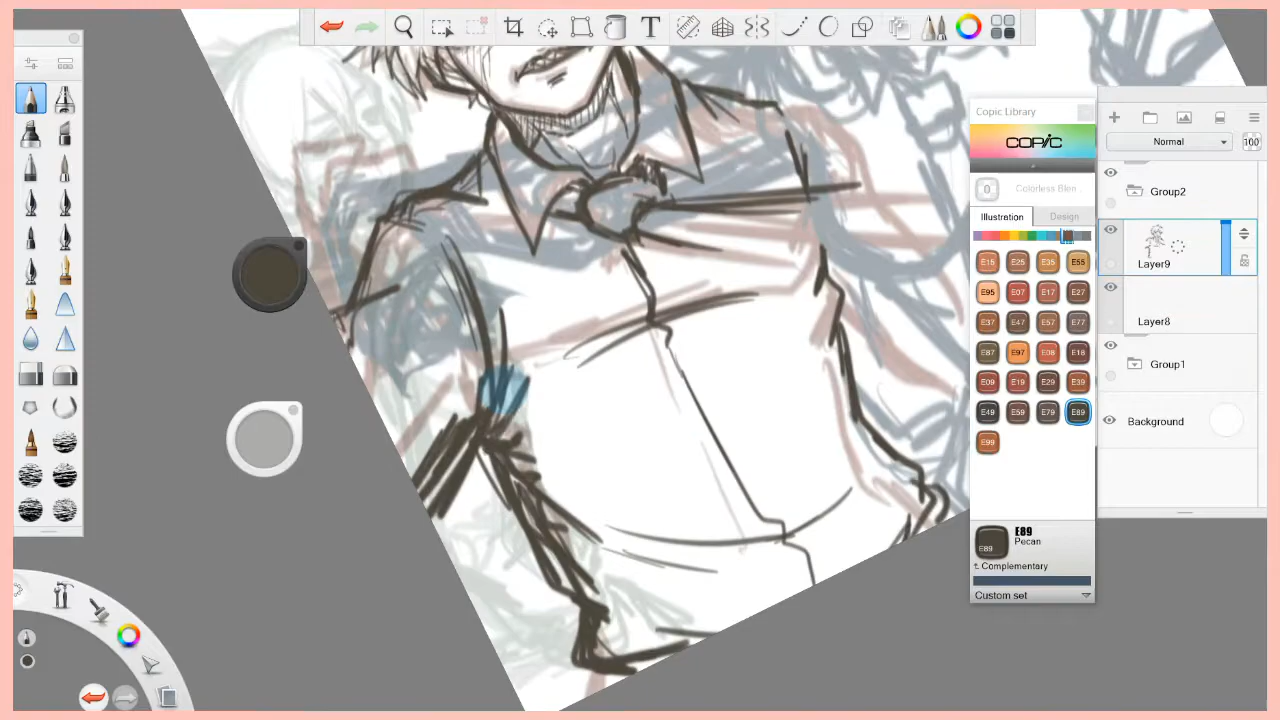 T
Copic Library
COPIC
0 Colorless Blen..
Illustration Design
E15 E25 E35 E55
E95 E07 E17 E27
E37 E47 E57 E77
E87 E97 E08 E18
E09 E19 E29 E39
E49 E59 E79 E89
E99
E89
E89
Pecan
Complementary
Custom set
Normal 100
Group2
Layer9
Layer8
Group1
Background